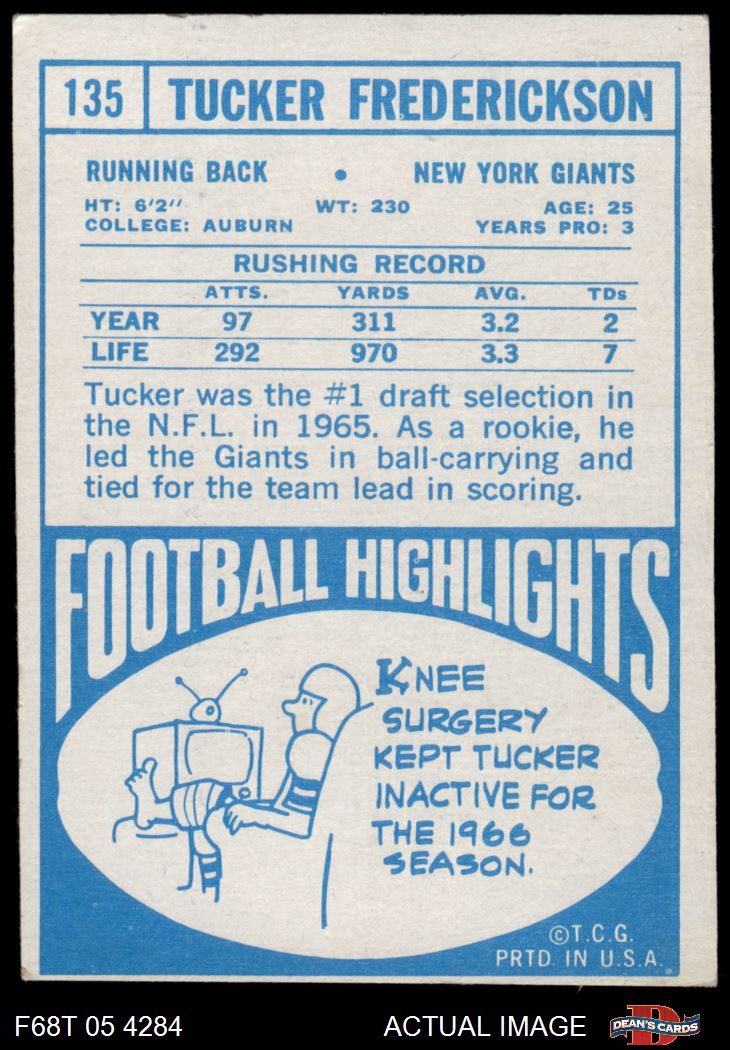 135 TUCKER FREDERICKSON
RUNNING BACK • NEW YORK GIANTS
HT: 6'2" WT: 230 AGE: 25
COLLEGE: AUBURN YEARS PRO: 3
RUSHING RECORD
ATTS. YARDS AVG. TDs
YEAR 97 311 3.2 2
LIFE 292 970 3.3 7
Tucker was the #1 draft selection in
the N.F.L. in 1965. As a rookie, he
led the Giants in ball-carrying and
tied for the team lead in scoring.
FOOTBALL HIGHLIGHTS
KNEE
SURGERY
KEPT TUCKER
INACTIVE FOR
THE 1966
SEASON.
©T.C.G.
PRTD. IN U.S.A.
F68T 05 4284 ACTUAL IMAGE D DEAN'S CARDS